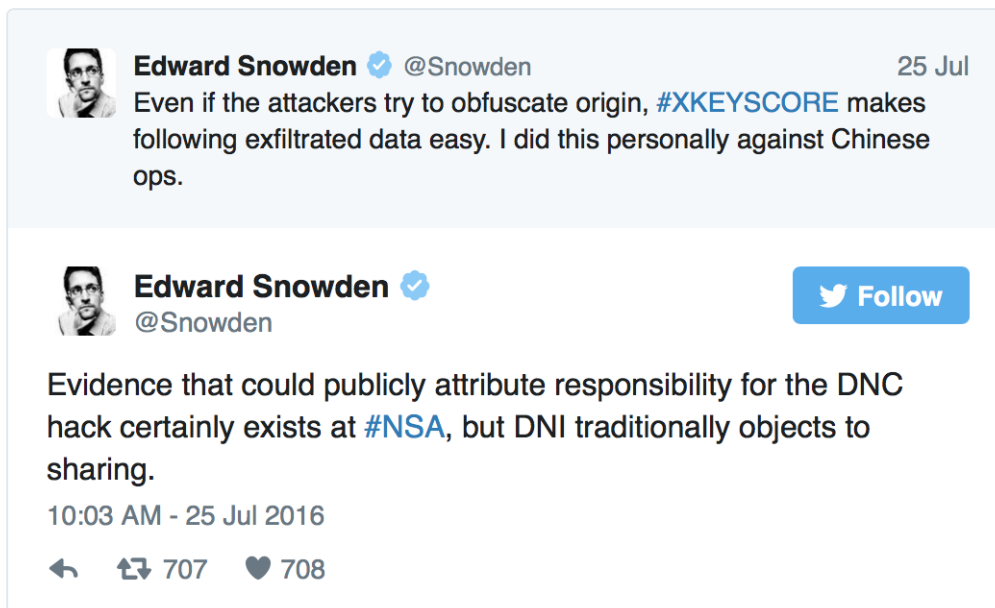 Edward Snowden @Snowden 25 Jul
Even if the attackers try to obfuscate origin, #XKEYSCORE makes
following exfiltrated data easy. I did this personally against Chinese
ops.
Edward Snowden
@Snowden
Follow
Evidence that could publicly attribute responsibility for the DNC
hack certainly exists at #NSA, but DNI traditionally objects to
sharing.
10:03 AM - 25 Jul 2016
707 708